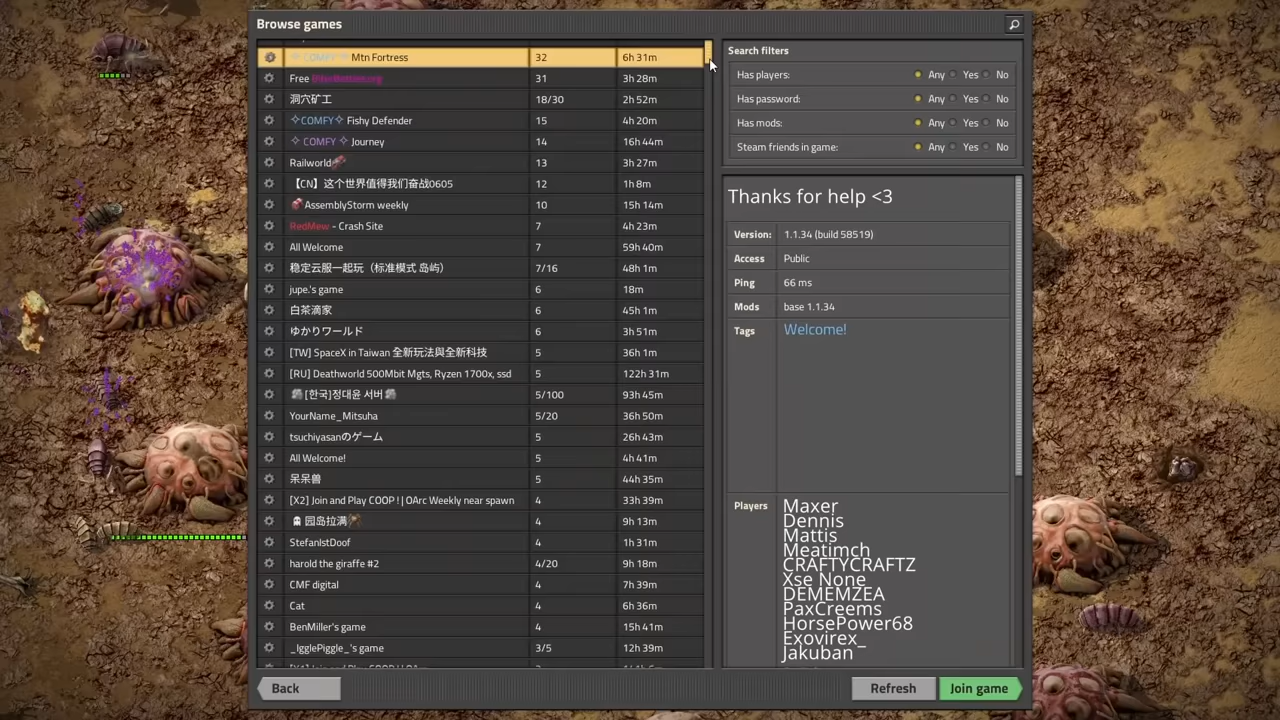 Browse games
COMFY Mtn Fortress 32 6h 31m
Free 31 3h 28m
洞穴矿工 18/30 2h 52m
✧COMFY✧ Fishy Defender 15 4h 20m
✧ COMFY ✧ Journey 14 16h 44m
Railworld 13 3h 27m
【CN】这个世界值得我们奋战0605 12 1h 8m
AssemblyStorm weekly 10 15h 14m
RedMew - Crash Site 7 4h 23m
All Welcome 7 59h 40m
稳定云服一起玩（标准模式 岛屿） 7/16 48h 1m
jupe.'s game 6 18m
白茶滴家 6 45h 1m
ゆかりワールド 6 3h 51m
[TW] SpaceX in Taiwan 全新玩法與全新科技 5 36h 1m
[RU] Deathworld 500Mbit Mgts, Ryzen 1700x, ssd 5 122h 31m
[한국]정대윤 서버 5/100 93h 45m
YourName_Mitsuha 5/20 36h 50m
tsuchiyasanのゲーム 5 26h 43m
All Welcome! 5 4h 41m
呆呆兽 5 44h 35m
[X2] Join and Play COOP ! | OArc Weekly near spawn 4 33h 39m
园岛拉满 4 9h 13m
StefanIstDoof 4 1h 31m
harold the giraffe #2 4/20 9h 18m
CMF digital 4 7h 39m
Cat 4 6h 36m
BenMiller's game 4 15h 41m
_IgglePiggle_'s game 3/5 12h 39m
Search filters
Has players: Any Yes No
Has password: Any Yes No
Has mods: Any Yes No
Steam friends in game: Any Yes No
Thanks for help <3
Version: 1.1.34 (build 58519)
Access Public
Ping 66 ms
Mods base 1.1.34
Tags Welcome!
Players Maxer
Dennis
Mattis
Meatimch
CRAFTYCRAFTZ
Xse None
DEMEMZEA
PaxCreems
HorsePower68
Exovirex_
Jakuban
Back
Refresh
Join game